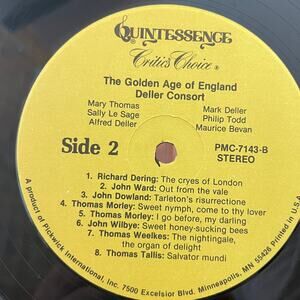 QUINTESSENCE
Critic's Choice ®
The Golden Age of England
Deller Consort
Mary Thomas
Sally Le Sage
Alfred Deller
Mark Deller
Philip Todd
Maurice Bevan
Side 2
PMC-7143-B
STEREO
1. Richard Dering: The cryes of London
2. John Ward: Out from the vale
3. John Dowland: Tarleton's risurrectione
4. Thomas Morley: Sweet nymph, come to thy lover
5. Thomas Morley: I go before, my darling
6. John Wilbye: Sweet honey-sucking bees
7. Thomas Weelkes: The nightingale,
the organ of delight
8. Thomas Tallis: Salvator mundi
A product of Pickwick International, Inc. 7500 Excelsior Blvd. Minneapolis, MN 55426 Printed in U